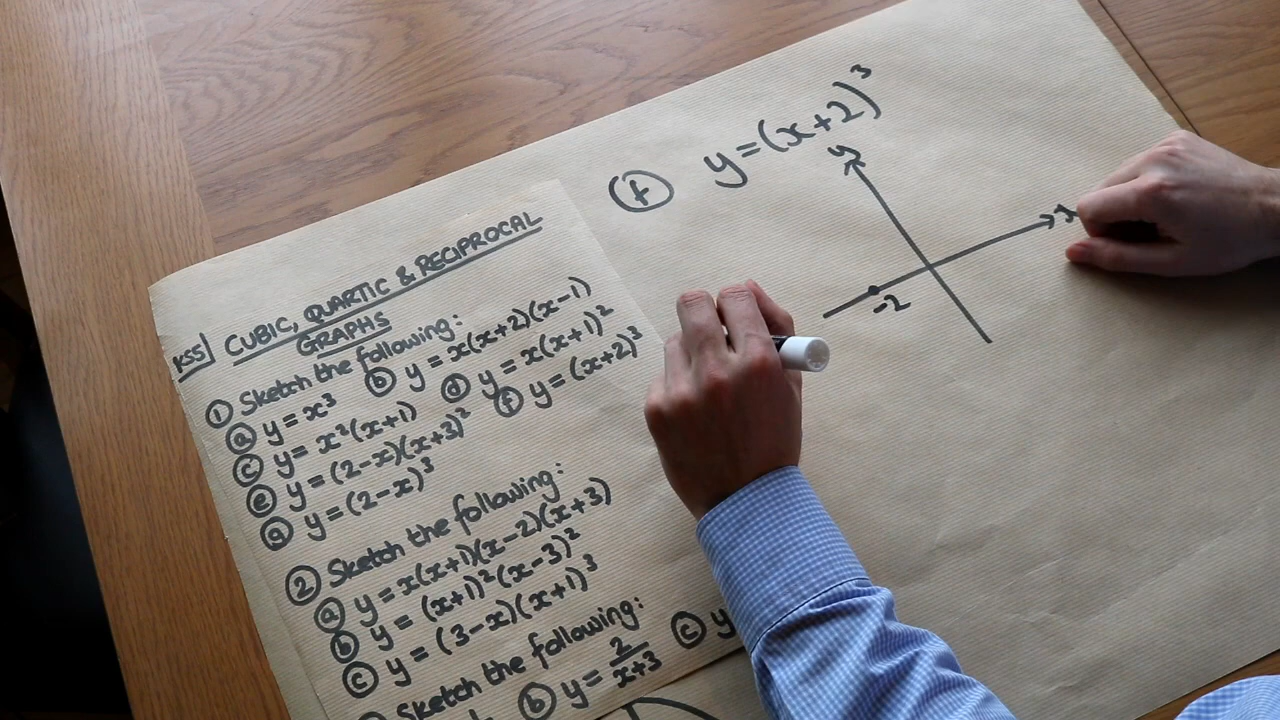 KS5 CUBIC, QUARTIC & RECIPROCAL
GRAPHS
① Sketch the following:
ⓐ y = x³ ⓑ y = x(x+2)(x-1)
ⓒ y = x²(x+1) ⓓ y = x(x+1)²
ⓔ y = (2-x)(x+3)² ⓕ y = (x+2)³
ⓖ y = (2-x)³
② Sketch the following:
ⓐ y = x(x+1)(x-2)(x+3)
ⓑ y = (x+1)²(x-3)²
ⓒ y = (3-x)(x+1)³
Sketch the following:
ⓑ y = 2/(x+3) ⓒ y
ⓕ y = (x+2)³
y
x
-2